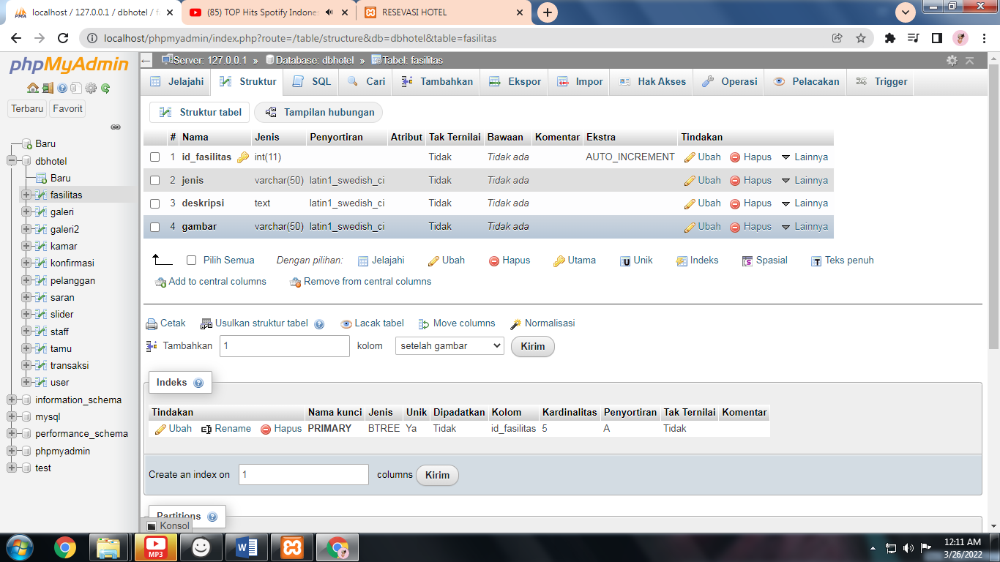 localhost / 127.0.0.1 / dbhotel / f
(85) TOP Hits Spotify Indones
RESEVASI HOTEL
localhost/phpmyadmin/index.php?route=/table/structure&db=dbhotel&table=fasilitas
phpMyAdmin
Terbaru Favorit
Baru
dbhotel
Baru
fasilitas
galeri
galeri2
kamar
konfirmasi
pelanggan
saran
slider
staff
tamu
transaksi
user
information_schema
mysql
performance_schema
phpmyadmin
test
Server: 127.0.0.1 » Database: dbhotel » Tabel: fasilitas
Jelajahi Struktur SQL Cari Tambahkan Ekspor Impor Hak Akses Operasi Pelacakan Trigger
Struktur tabel Tampilan hubungan
# Nama Jenis Penyortiran Atribut Tak Ternilai Bawaan Komentar Ekstra Tindakan
1 id_fasilitas int(11) Tidak Tidak ada AUTO_INCREMENT Ubah Hapus Lainnya
2 jenis varchar(50) latin1_swedish_ci Tidak Tidak ada Ubah Hapus Lainnya
3 deskripsi text latin1_swedish_ci Tidak Tidak ada Ubah Hapus Lainnya
4 gambar varchar(50) latin1_swedish_ci Tidak Tidak ada Ubah Hapus Lainnya
Pilih Semua Dengan pilihan: Jelajahi Ubah Hapus Utama Unik Indeks Spasial Teks penuh
Add to central columns Remove from central columns
Cetak Usulkan struktur tabel Lacak tabel Move columns Normalisasi
Tambahkan 1 kolom setelah gambar Kirim
Indeks
Tindakan Nama kunci Jenis Unik Dipadatkan Kolom Kardinalitas Penyortiran Tak Ternilai Komentar
Ubah Rename Hapus PRIMARY BTREE Ya Tidak id_fasilitas 5 A Tidak
Create an index on 1 columns Kirim
Partitions
Konsol
MP3
12:11 AM
3/26/2022